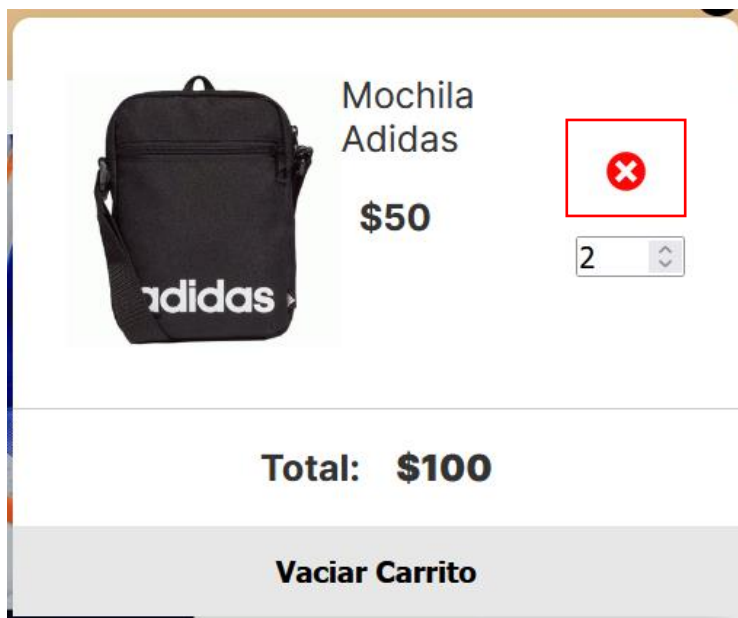 Mochila
Adidas
$50
adidas
2
Total: $100
Vaciar Carrito